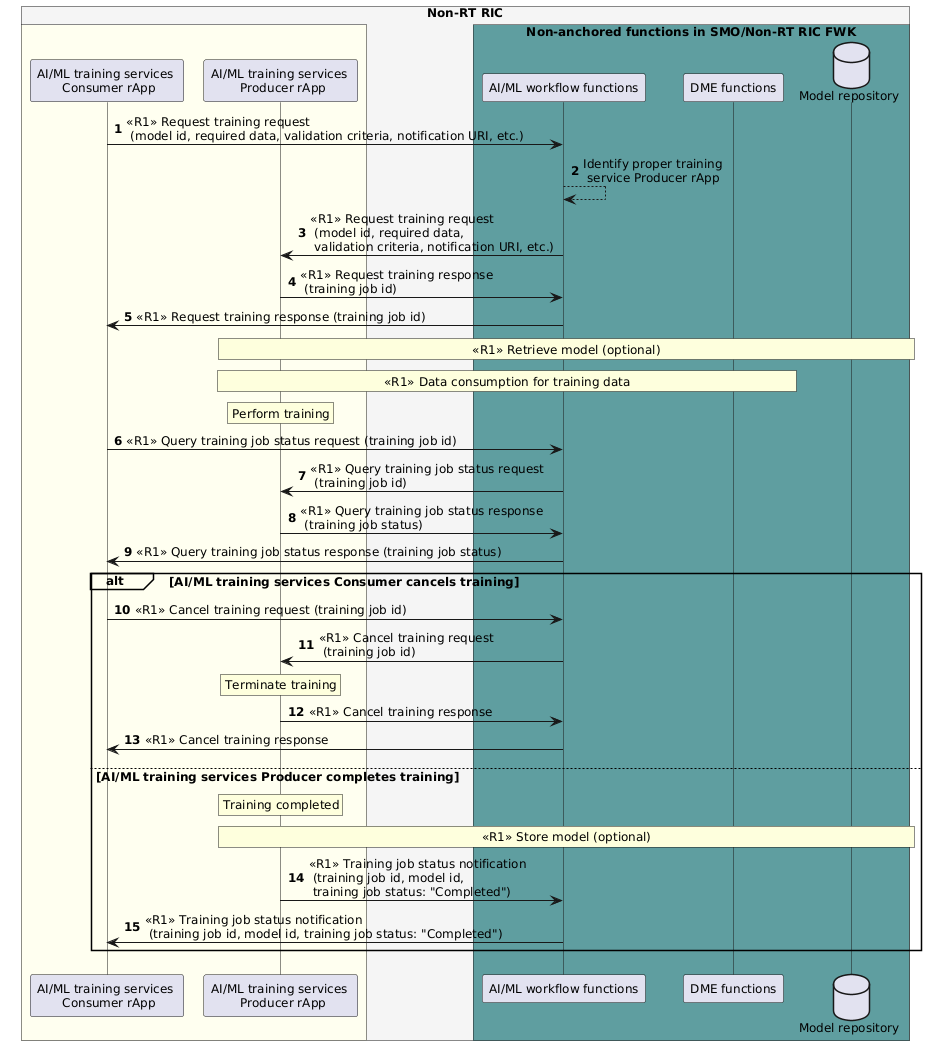 Non-RT RIC
Non-anchored functions in SMO/Non-RT RIC FWK
AI/ML training services
Consumer rApp
AI/ML training services
Producer rApp
AI/ML workflow functions
DME functions
Model repository
1 «R1» Request training request
(model id, required data, validation criteria, notification URI, etc.)
2 Identify proper training
service Producer rApp
«R1» Request training request
3 (model id, required data,
validation criteria, notification URI, etc.)
4 «R1» Request training response
(training job id)
5 «R1» Request training response (training job id)
«R1» Retrieve model (optional)
«R1» Data consumption for training data
Perform training
6 «R1» Query training job status request (training job id)
7 «R1» Query training job status request
(training job id)
8 «R1» Query training job status response
(training job status)
9 «R1» Query training job status response (training job status)
alt [AI/ML training services Consumer cancels training]
10 «R1» Cancel training request (training job id)
11 «R1» Cancel training request
(training job id)
Terminate training
12 «R1» Cancel training response
13 «R1» Cancel training response
[AI/ML training services Producer completes training]
Training completed
«R1» Store model (optional)
«R1» Training job status notification
14 (training job id, model id,
training job status: "Completed")
15 «R1» Training job status notification
(training job id, model id, training job status: "Completed")
AI/ML training services
Consumer rApp
AI/ML training services
Producer rApp
AI/ML workflow functions
DME functions
Model repository